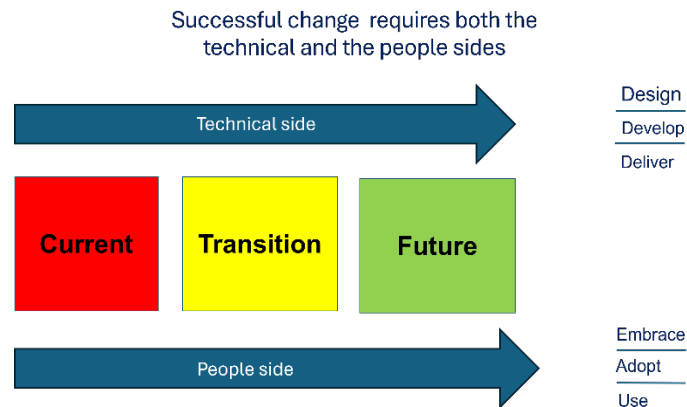 Successful change requires both the
technical and the people sides
Technical side
Design
Develop
Deliver
Current
Transition
Future
People side
Embrace
Adopt
Use